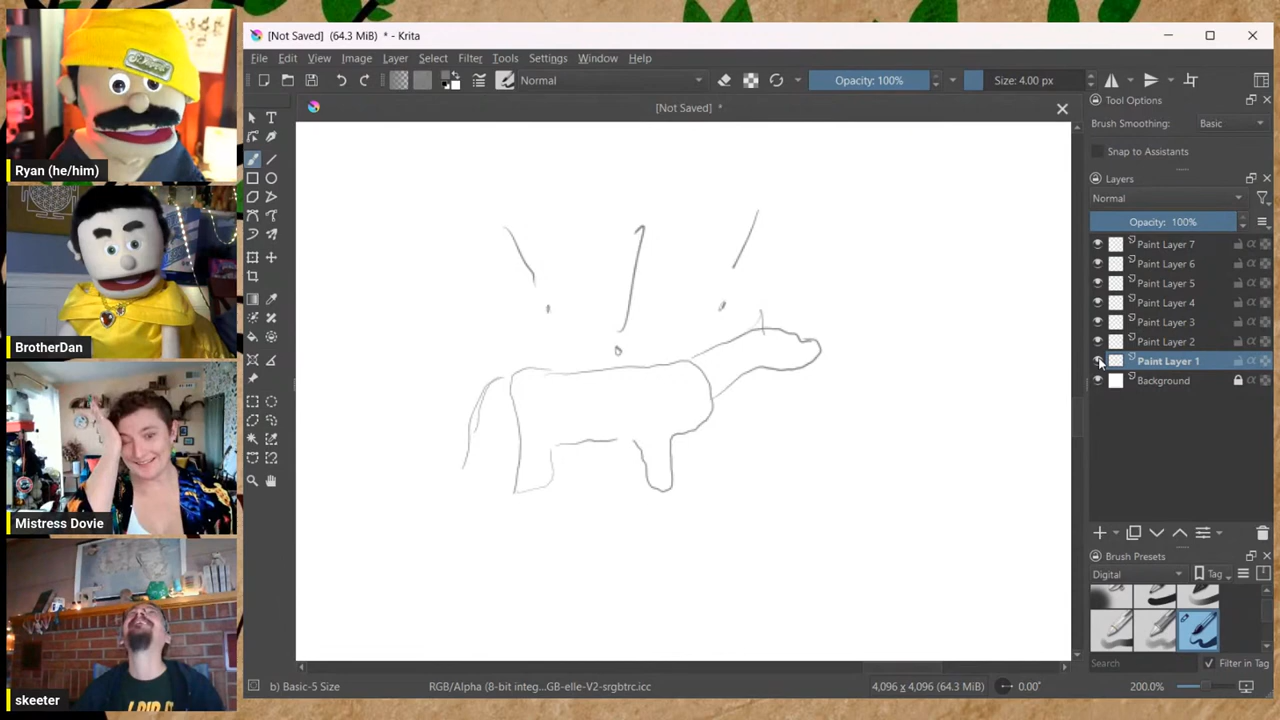 Ryan (he/him)
BrotherDan
Mistress Dovie
skeeter
[Not Saved] (64.3 MiB) * - Krita
File Edit View Image Layer Select Filter Tools Settings Window Help
Normal
Opacity: 100%
Size: 4.00 px
[Not Saved] *
Tool Options
Brush Smoothing: Basic
Snap to Assistants
Layers
Normal
Opacity: 100%
Paint Layer 7
Paint Layer 6
Paint Layer 5
Paint Layer 4
Paint Layer 3
Paint Layer 2
Paint Layer 1
Background
Brush Presets
Digital
Tag
Search
Filter in Tag
b) Basic-5 Size
RGB/Alpha (8-bit integ...GB-elle-V2-srgbtrc.icc
4,096 x 4,096 (64.3 MiB)
0.00°
200.0%